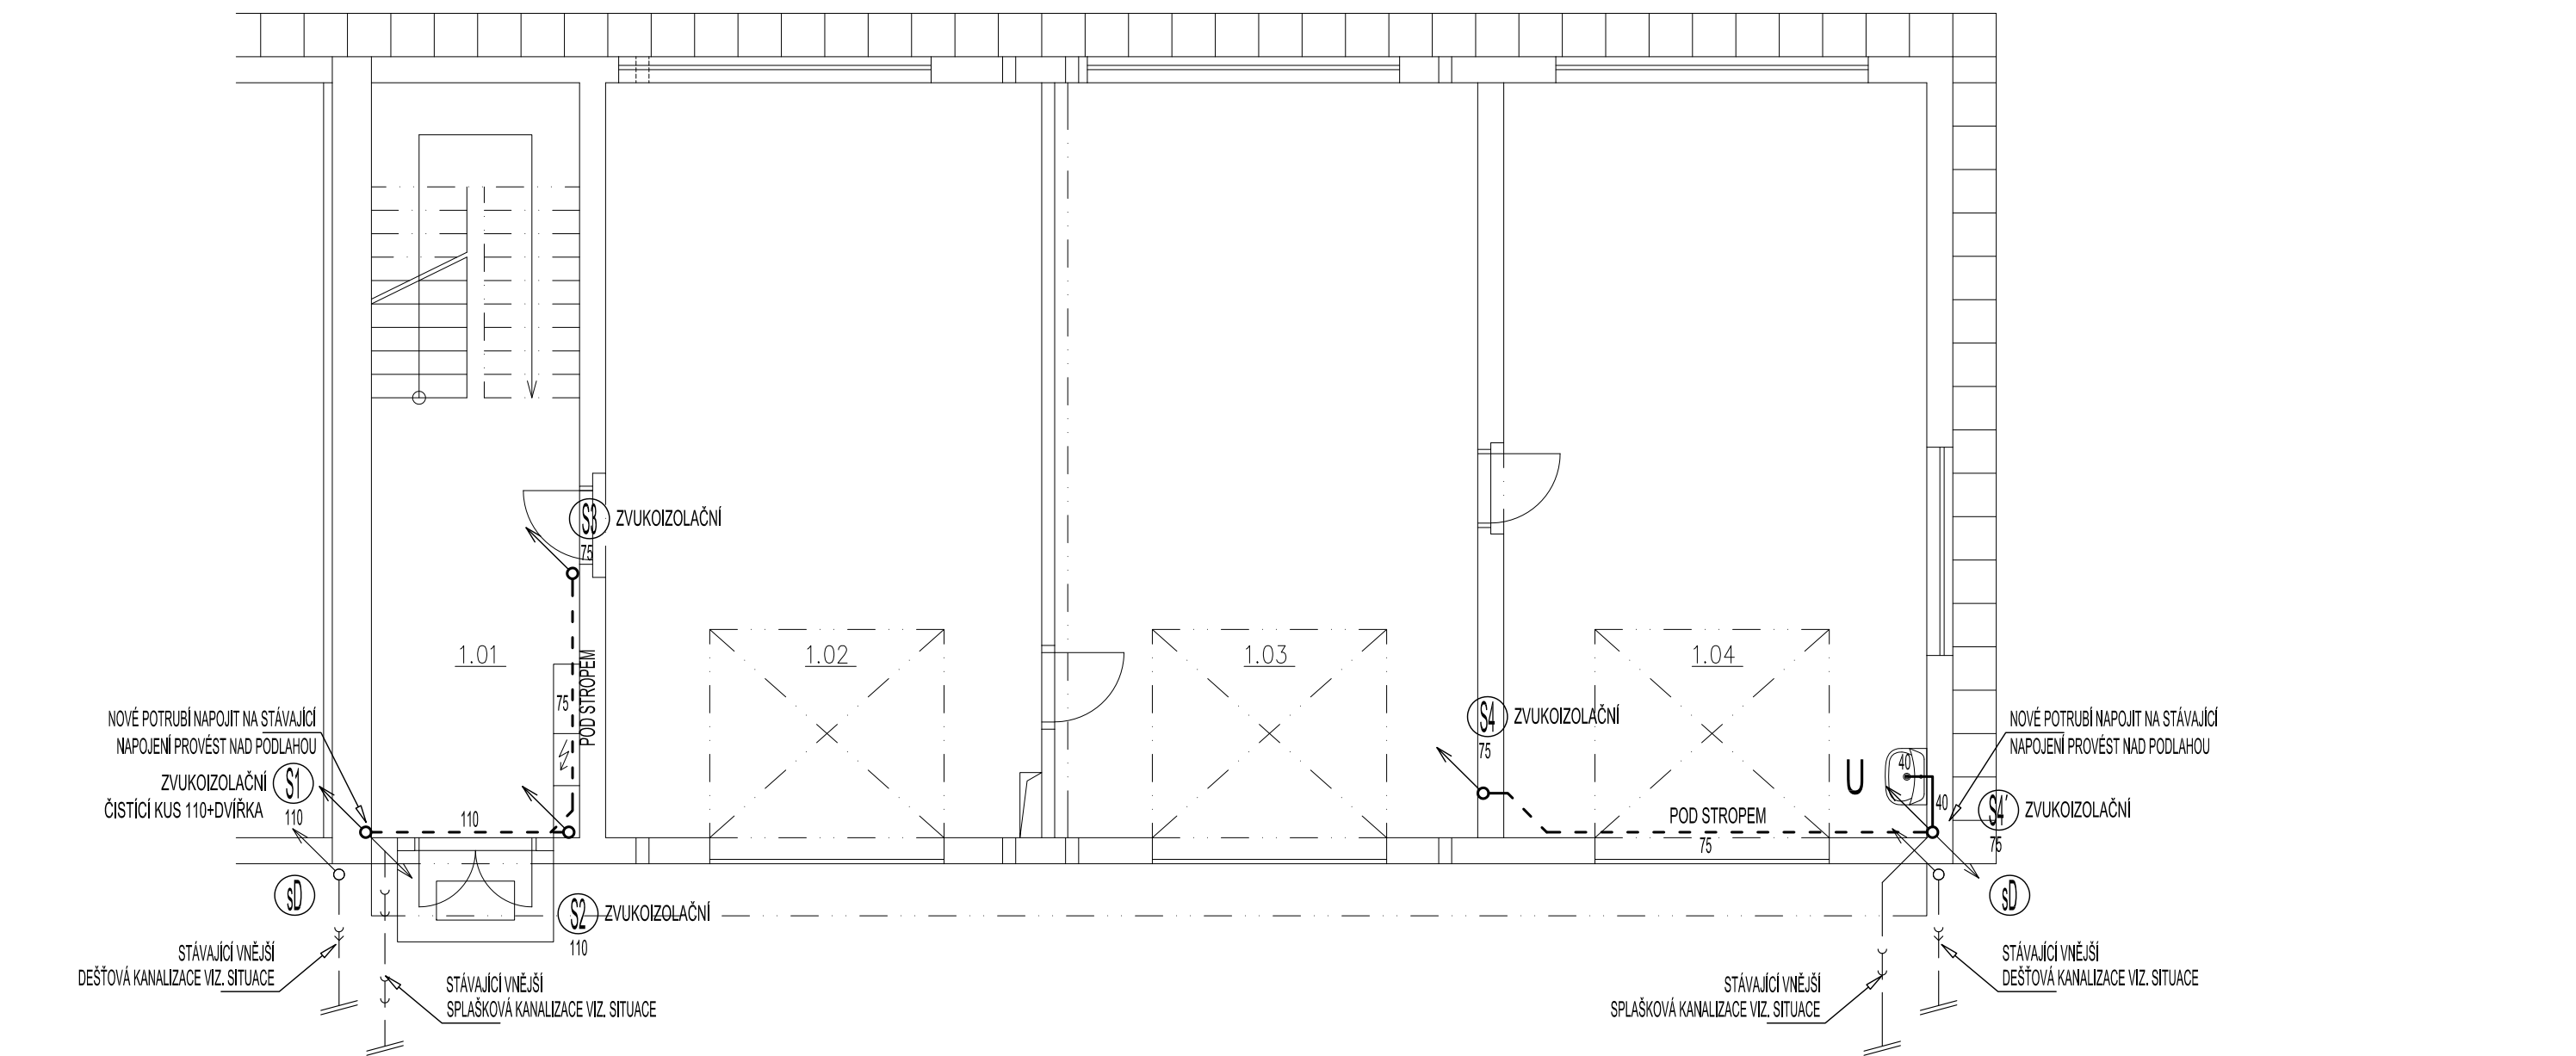 S3 ZVUKOIZOLAČNÍ
75
1.01
1.02
1.03
1.04
75
POD STROPEM
NOVÉ POTRUBÍ NAPOJIT NA STÁVAJÍCÍ
NAPOJENÍ PROVÉST NAD PODLAHOU
ZVUKOIZOLAČNÍ S1
ČISTÍCÍ KUS 110+DVÍŘKA 110
110
S4 ZVUKOIZOLAČNÍ
75
U
40
40
POD STROPEM
75
NOVÉ POTRUBÍ NAPOJIT NA STÁVAJÍCÍ
NAPOJENÍ PROVÉST NAD PODLAHOU
S4' ZVUKOIZOLAČNÍ
75
sD
S2 ZVUKOIZOLAČNÍ
110
sD
STÁVAJÍCÍ VNĚJŠÍ
DEŠŤOVÁ KANALIZACE VIZ. SITUACE
STÁVAJÍCÍ VNĚJŠÍ
SPLAŠKOVÁ KANALIZACE VIZ. SITUACE
STÁVAJÍCÍ VNĚJŠÍ
SPLAŠKOVÁ KANALIZACE VIZ. SITUACE
STÁVAJÍCÍ VNĚJŠÍ
DEŠŤOVÁ KANALIZACE VIZ. SITUACE